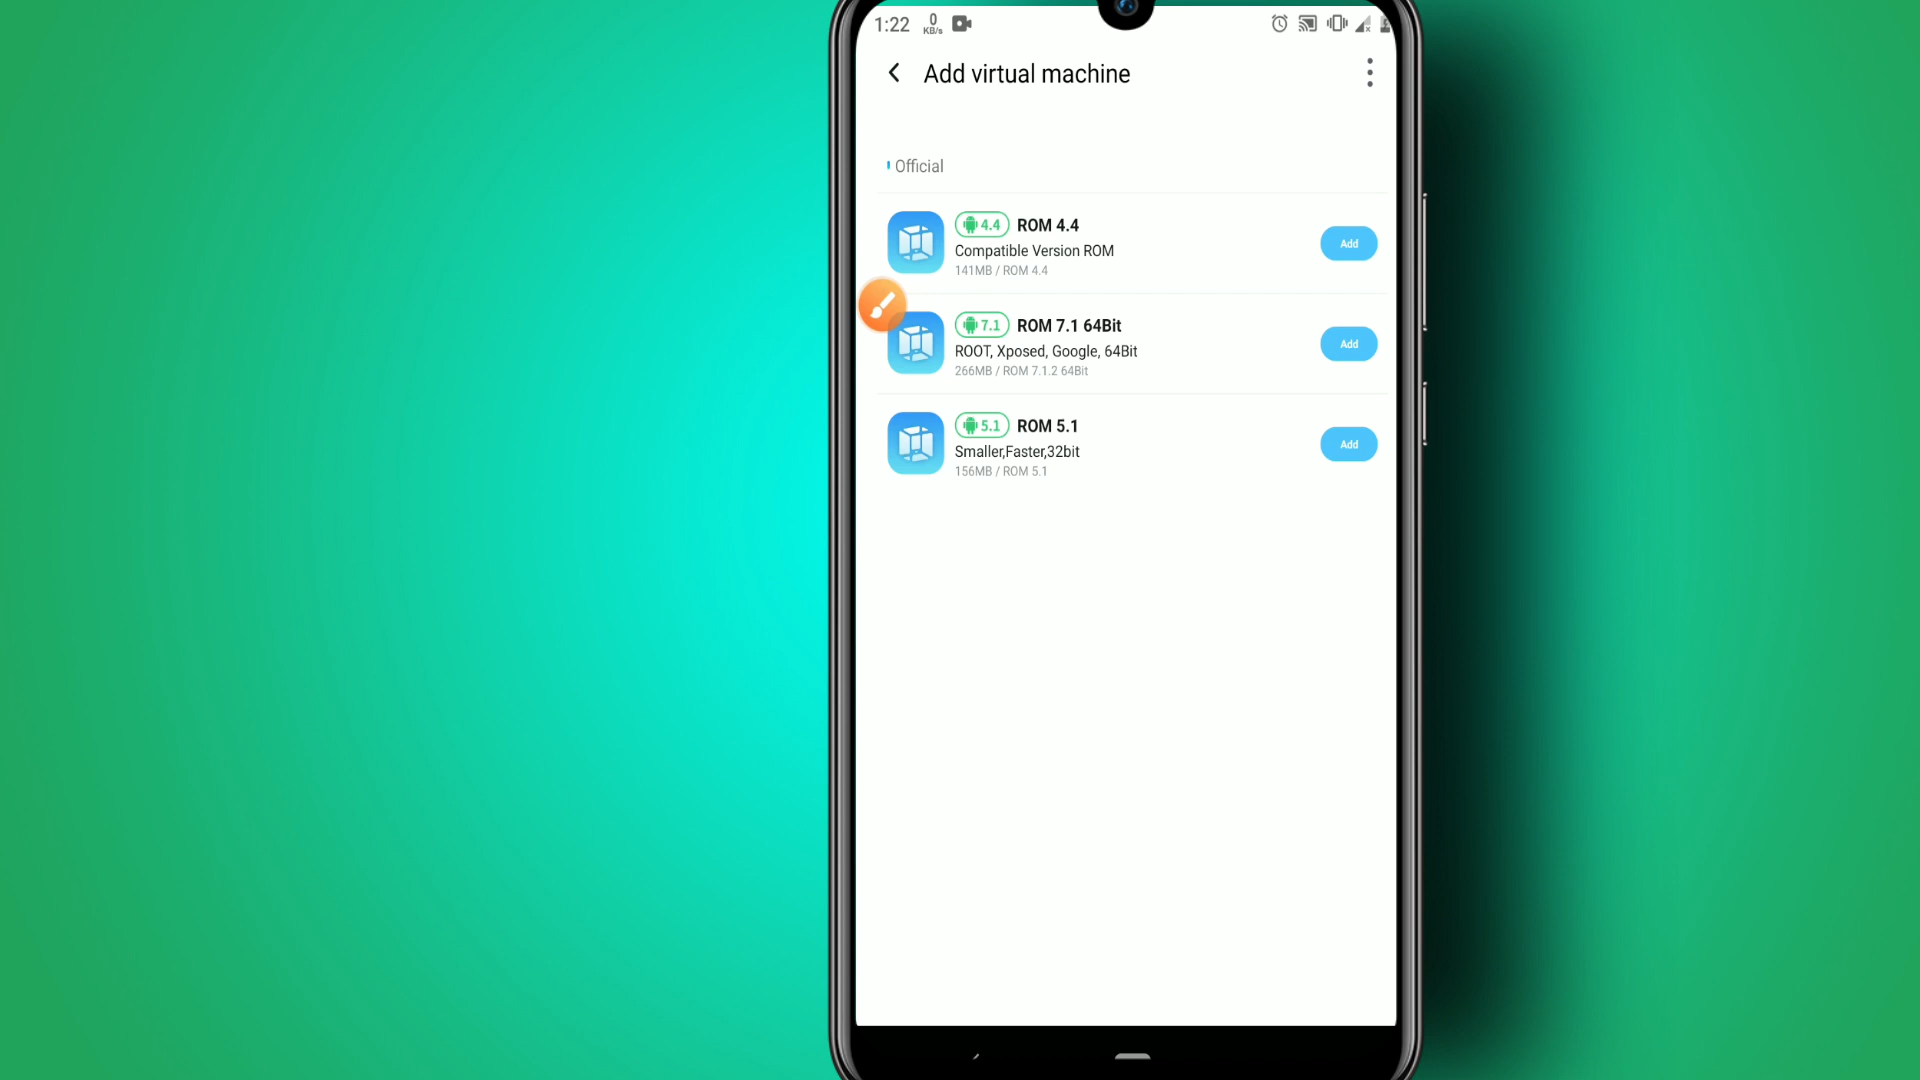 1:22
0
KB/s
Add virtual machine
Official
4.4 ROM 4.4
Compatible Version ROM
141MB / ROM 4.4
Add
7.1 ROM 7.1 64Bit
ROOT, Xposed, Google, 64Bit
266MB / ROM 7.1.2 64Bit
Add
5.1 ROM 5.1
Smaller,Faster,32bit
156MB / ROM 5.1
Add